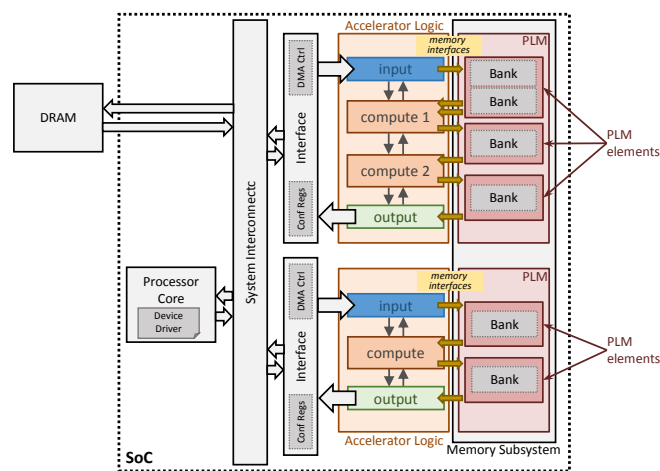 Accelerator Logic
memory
interfaces
PLM
DMA Ctrl
input
Bank
Bank
DRAM
compute 1
Interface
Bank
PLM
elements
compute 2
Bank
Conf Regs
output
System Interconnectc
Processor
Core
Device
Driver
memory
interfaces
PLM
DMA Ctrl
input
Bank
Interface
compute
PLM
elements
Bank
Conf Regs
output
Accelerator Logic
SoC
Memory Subsystem